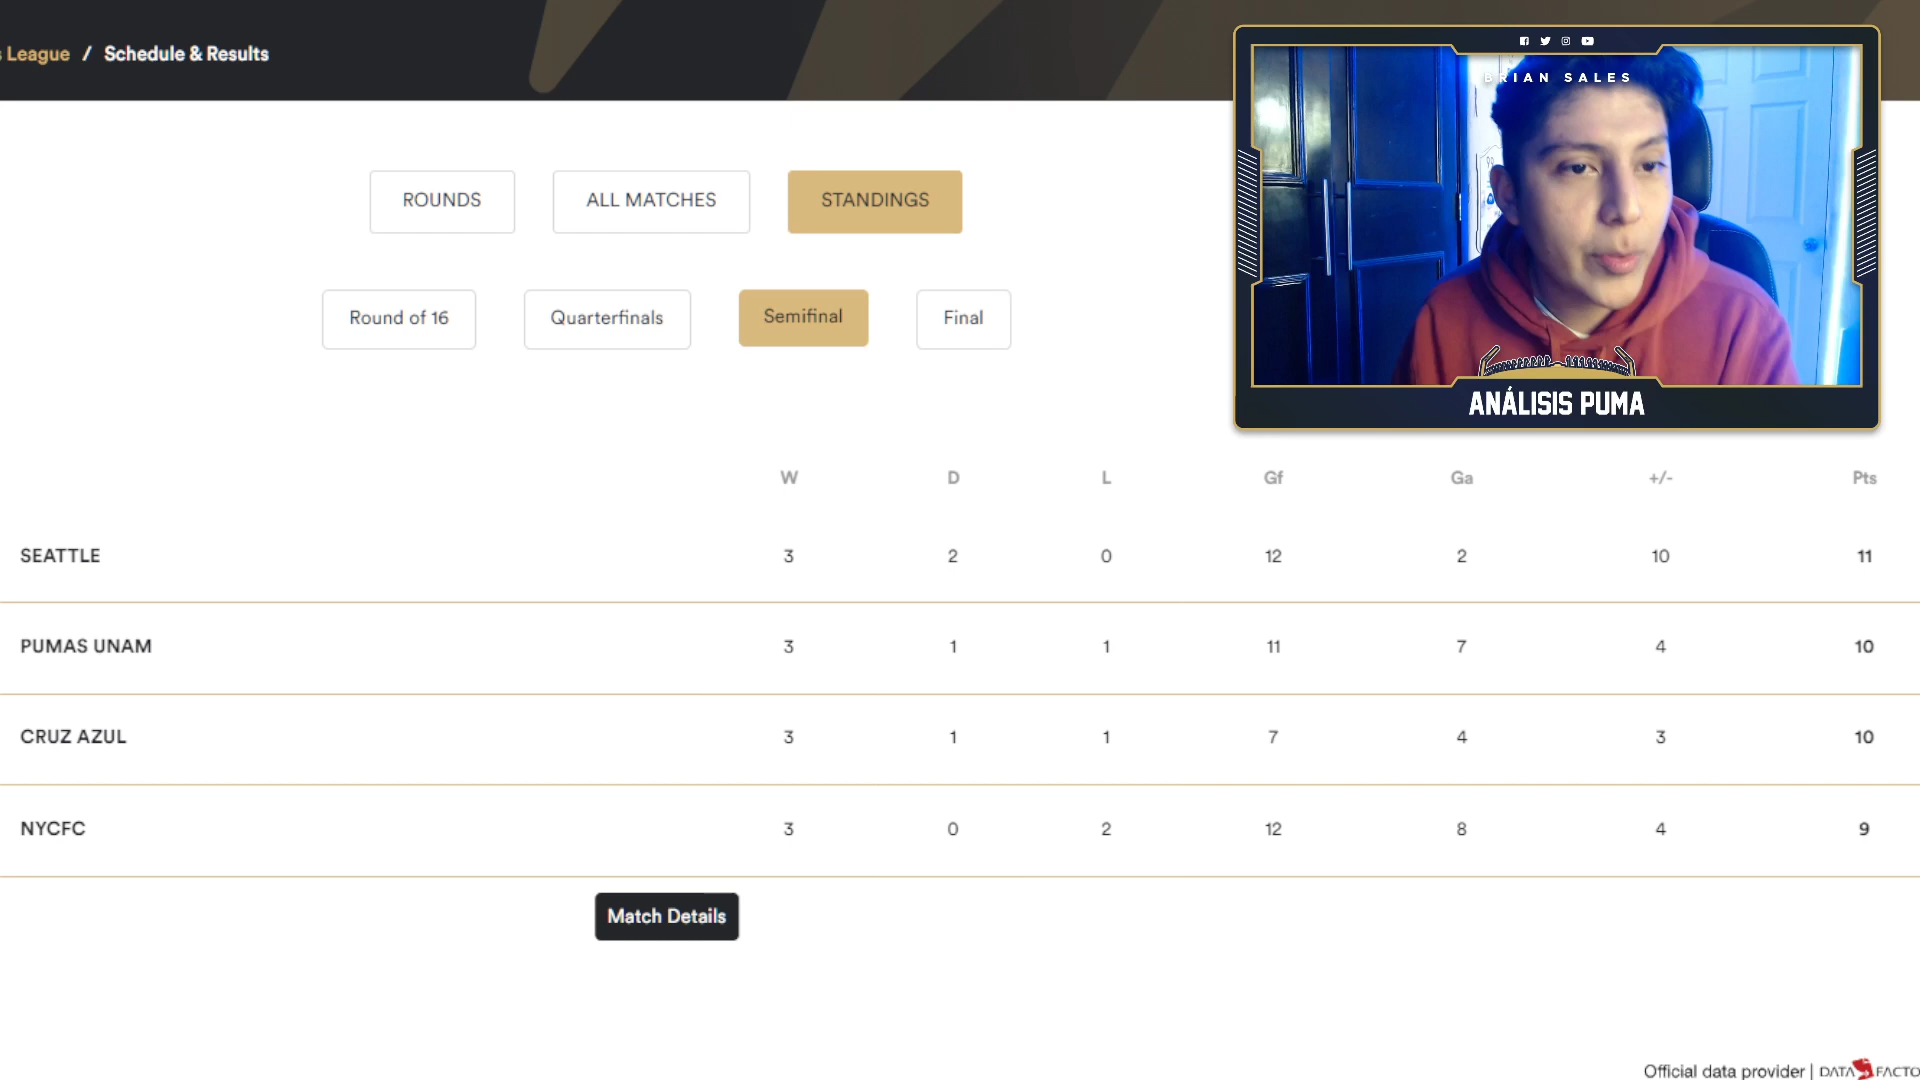 s League / Schedule & Results
BRIAN SALES
ROUNDS ALL MATCHES STANDINGS
Round of 16 Quarterfinals Semifinal Final
ANÁLISIS PUMA
W D L Gf Ga +/- Pts
SEATTLE 3 2 0 12 2 10 11
PUMAS UNAM 3 1 1 11 7 4 10
CRUZ AZUL 3 1 1 7 4 3 10
NYCFC 3 0 2 12 8 4 9
Match Details
Official data provider | DATA FACTO